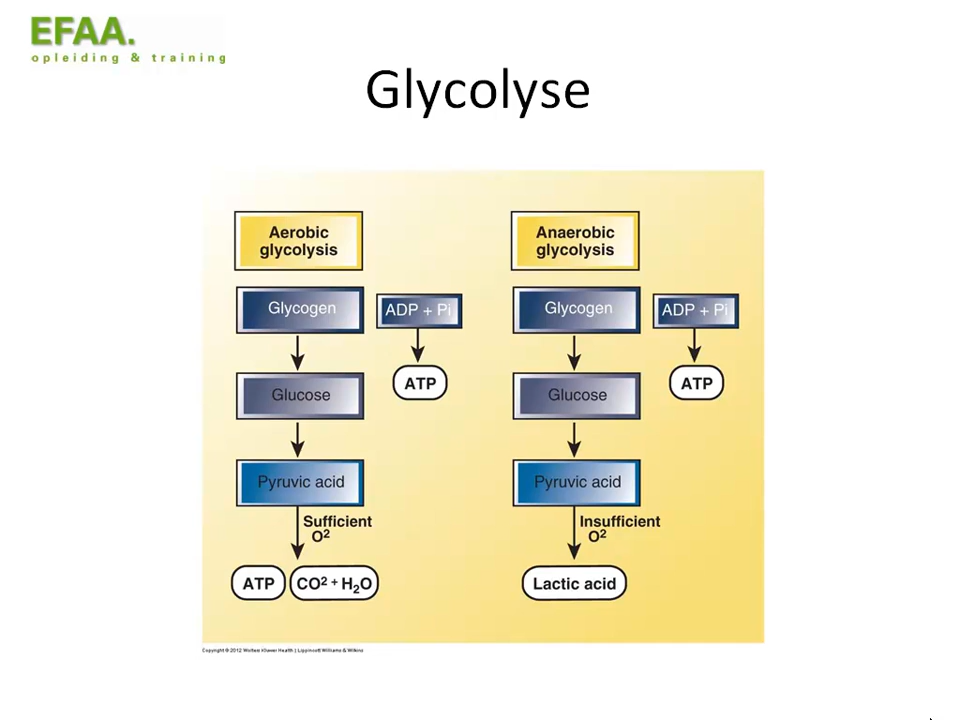 EFAA.
opleiding & training
Glycolyse
Aerobic
glycolysis
Glycogen
ADP + Pi
ATP
Glucose
Pyruvic acid
Sufficient
O²
ATP
CO² + H₂O
Anaerobic
glycolysis
Glycogen
ADP + Pi
ATP
Glucose
Pyruvic acid
Insufficient
O²
Lactic acid
Copyright © 2012 Wolters Kluwer Health | Lippincott Williams & Wilkins